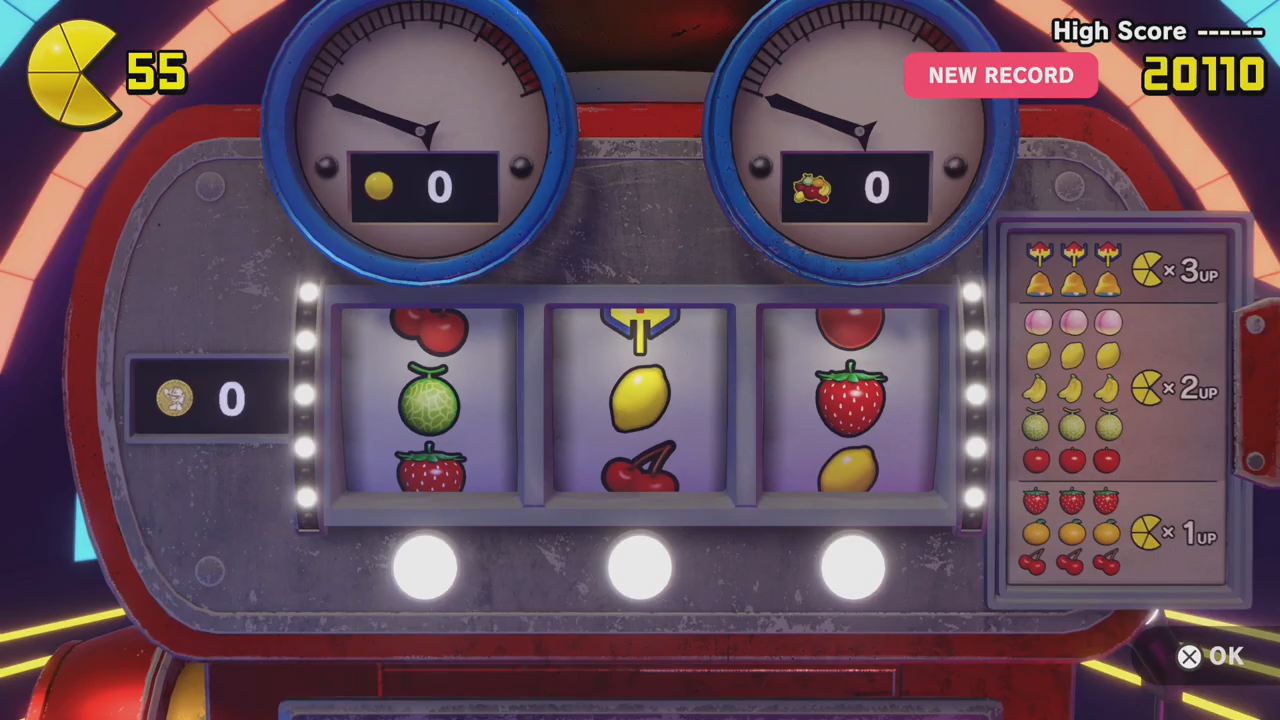 High Score ------
55
NEW RECORD
20110
0
0
× 3UP
0
× 2UP
× 1UP
OK